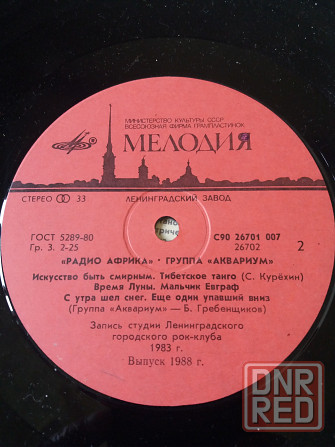 МИНИСТЕРСТВО КУЛЬТУРЫ СССР
ВСЕСОЮЗНАЯ ФИРМА ГРАМПЛАСТИНОК
МЕЛОДИЯ
СТЕРЕО 33
ЛЕНИНГРАДСКИЙ ЗАВОД
ГОСТ 5289-80
Гр. 3. 2-25
С90 26701 007
26702
2
«РАДИО АФРИКА» · ГРУППА «АКВАРИУМ»
Искусство быть смирным. Тибетское танго (С. Курёхин)
Время Луны. Мальчик Евграф
С утра шел снег. Еще один упавший вниз
(Группа «Аквариум» — Б. Гребенщиков)
Запись студии Ленинградского
городского рок-клуба
1983 г.
Выпуск 1988 г.
DNR
RED